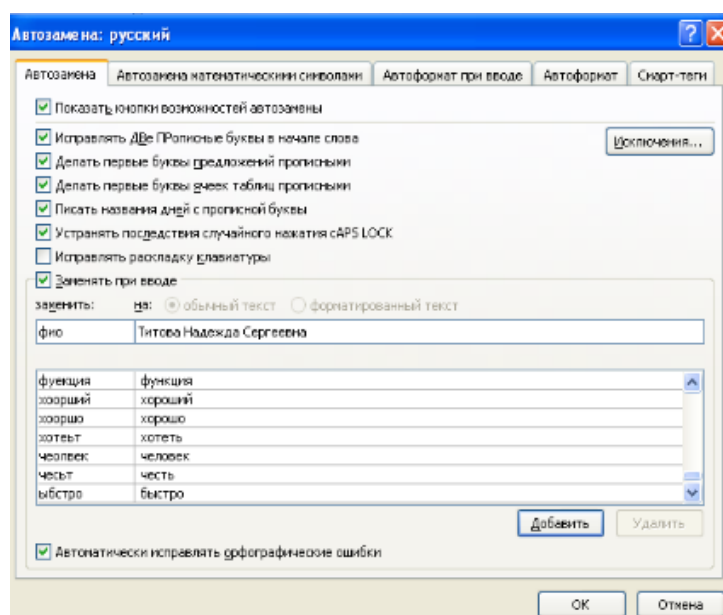 Автозамена: русский
Автозамена Автозамена математическими символами Автоформат при вводе Автоформат Смарт-теги
Показать кнопки возможностей автозамены
Исправлять ДВе ПРописные буквы в начале слова
Исключения...
Делать первые буквы предложений прописными
Делать первые буквы ячеек таблиц прописными
Писать названия дней с прописной буквы
Устранять последствия случайного нажатия cAPS LOCK
Исправлять раскладку клавиатуры
Заменять при вводе
заменить: на: обычный текст форматированный текст
фио Титова Надежда Сергеевна
фуекция функция
хоорший хороший
хооршо хорошо
хотеьт хотеть
чеолвек человек
чесьт честь
ыбстро быстро
Добавить Удалить
Автоматически исправлять орфографические ошибки
ОК Отмена